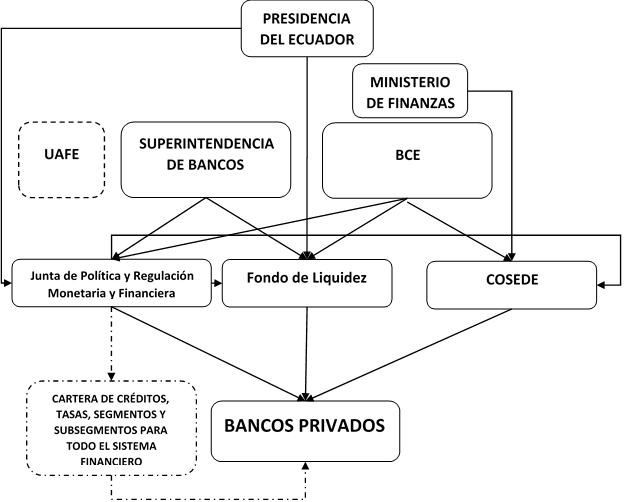 PRESIDENCIA
DEL ECUADOR
MINISTERIO
DE FINANZAS
UAFE
SUPERINTENDENCIA
DE BANCOS
BCE
Junta de Política y Regulación
Monetaria y Financiera
Fondo de Liquidez
COSEDE
CARTERA DE CRÉDITOS,
TASAS, SEGMENTOS Y
SUBSEGMENTOS PARA
TODO EL SISTEMA
FINANCIERO
BANCOS PRIVADOS